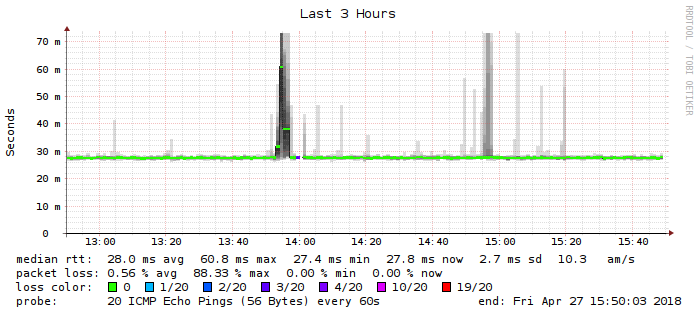 Last 3 Hours
RRDTOOL / TOBI OETIKER
Seconds
70 m
60 m
50 m
40 m
30 m
20 m
10 m
0
13:00 13:20 13:40 14:00 14:20 14:40 15:00 15:20 15:40
median rtt: 28.0 ms avg 60.8 ms max 27.4 ms min 27.8 ms now 2.7 ms sd 10.3 am/s
packet loss: 0.56 % avg 88.33 % max 0.00 % min 0.00 % now
loss color: 0 1/20 2/20 3/20 4/20 10/20 19/20
probe: 20 ICMP Echo Pings (56 Bytes) every 60s end: Fri Apr 27 15:50:03 2018